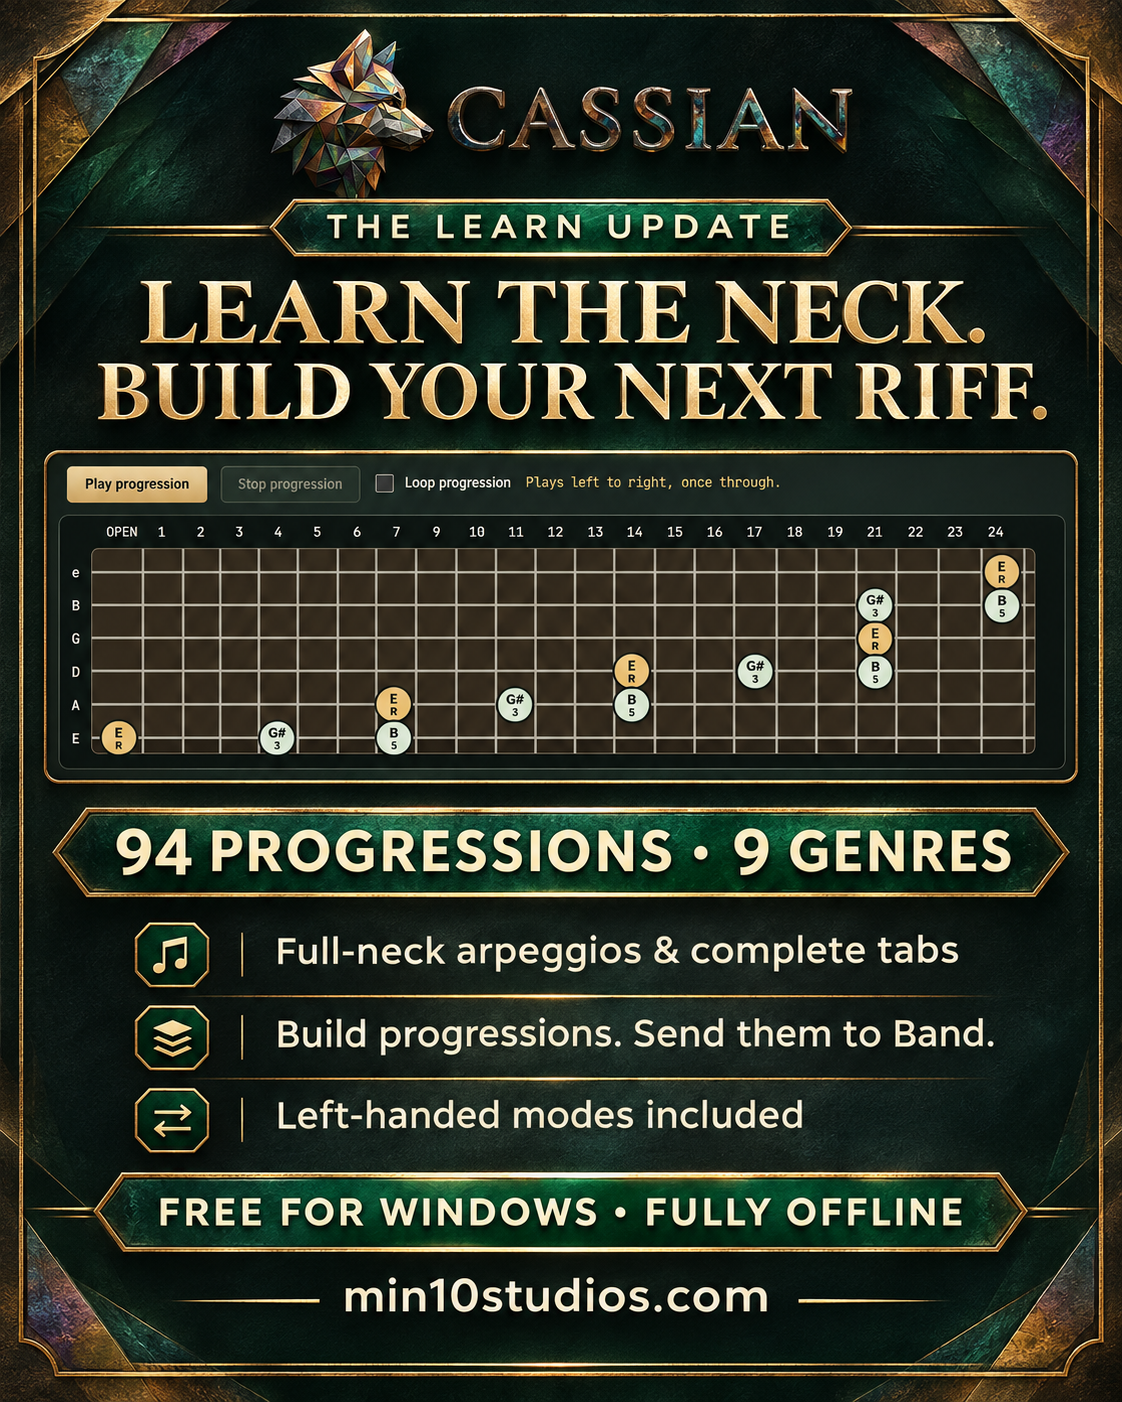 CASSIAN
THE LEARN UPDATE
LEARN THE NECK.
BUILD YOUR NEXT RIFF.
Play progression Stop progression Loop progression Plays left to right, once through.
OPEN 1 2 3 4 5 6 7 8 9 10 11 12 13 14 15 16 17 18 19 20 21 22 23 24
e E R
B G# 3 B 5
G E R
D E R G# 3 B 5
A E R G# 3 B 5
E E R G# 3 B 5
94 PROGRESSIONS • 9 GENRES
Full-neck arpeggios & complete tabs
Build progressions. Send them to Band.
Left-handed modes included
FREE FOR WINDOWS • FULLY OFFLINE
min10studios.com